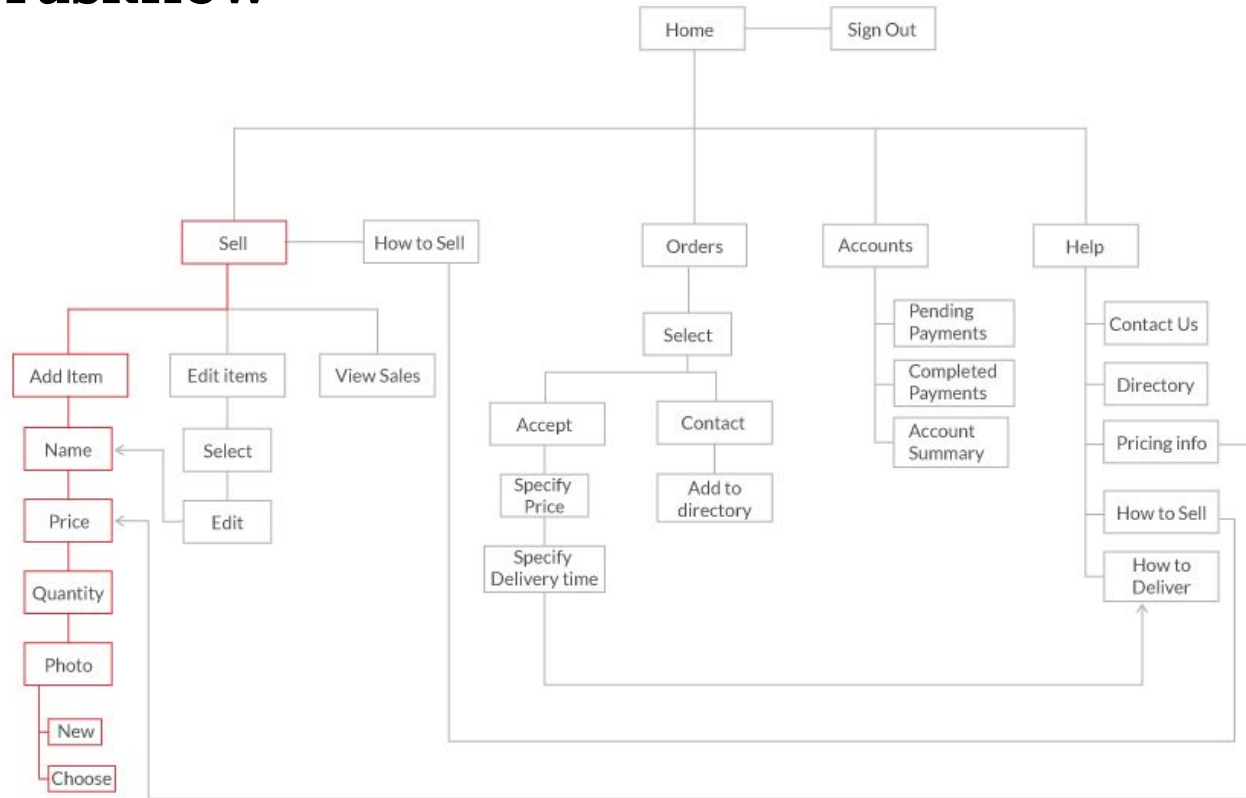 Home
Sign Out
Sell
How to Sell
Orders
Accounts
Help
Select
Pending
Payments
Contact Us
Add Item
Edit items
View Sales
Completed
Payments
Directory
Accept
Contact
Account
Summary
Pricing info
Name
Select
Specify
Price
Add to
directory
How to Sell
Price
Edit
Specify
Delivery time
How to
Deliver
Quantity
Photo
New
Choose